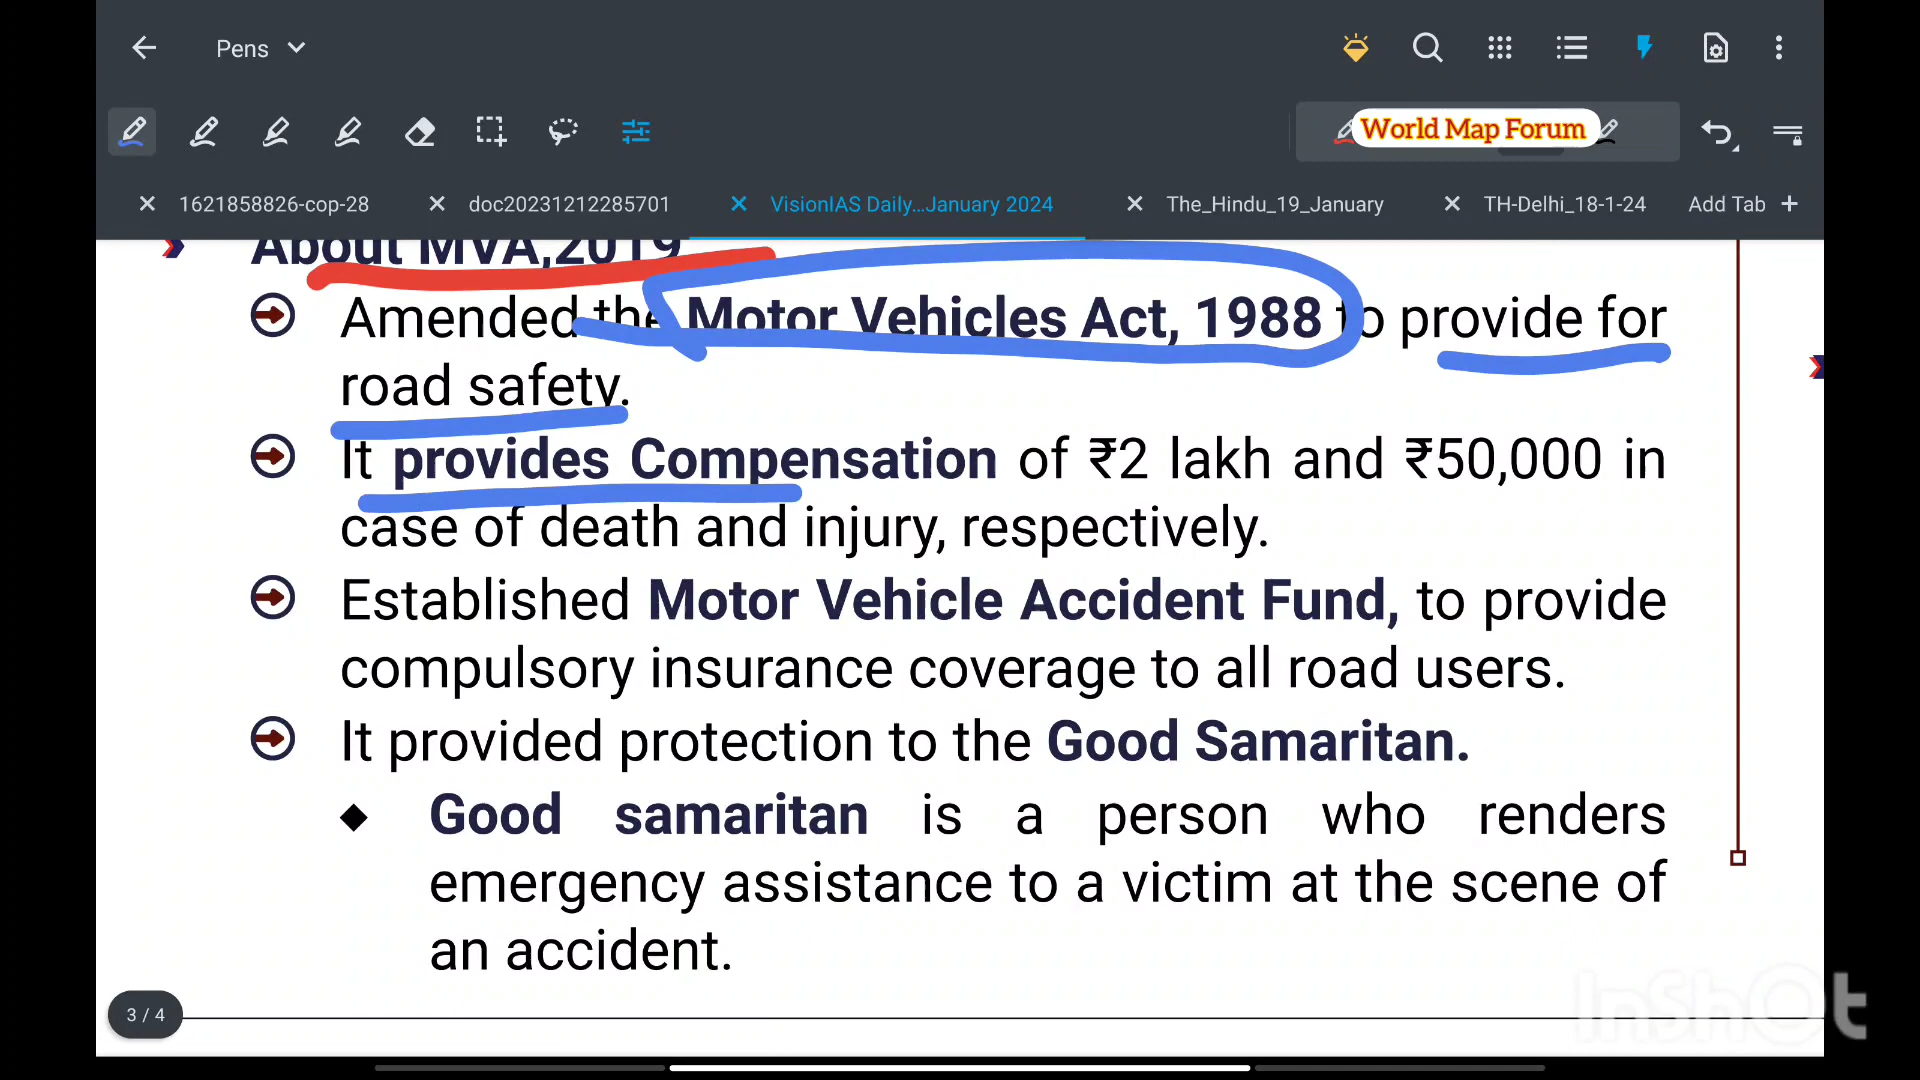 Pens
World Map Forum
1621858826-cop-28
doc20231212285701
VisionIAS Daily...January 2024
The_Hindu_19_January
TH-Delhi_18-1-24
Add Tab +
About MVA,2019
Amended the Motor Vehicles Act, 1988 to provide for
road safety.
It provides Compensation of ₹2 lakh and ₹50,000 in
case of death and injury, respectively.
Established Motor Vehicle Accident Fund, to provide
compulsory insurance coverage to all road users.
It provided protection to the Good Samaritan.
Good samaritan is a person who renders
emergency assistance to a victim at the scene of
an accident.
3 / 4
InShOt